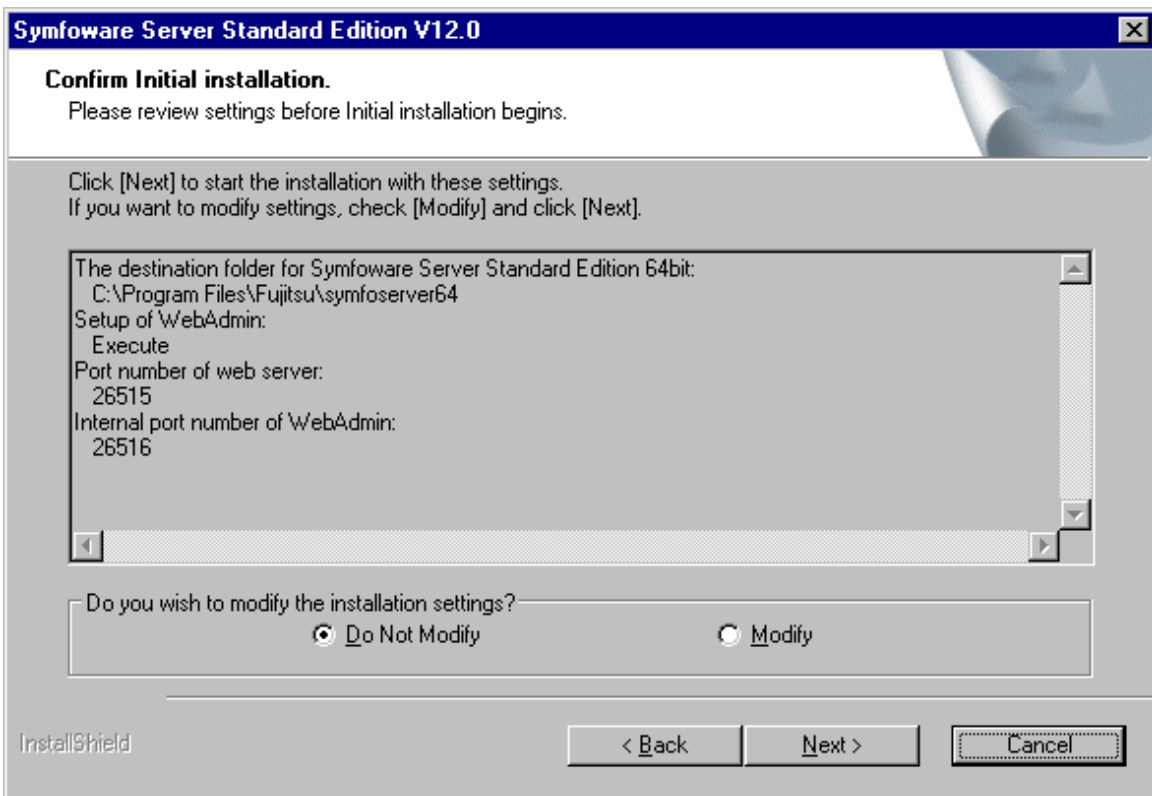 Symfoware Server Standard Edition V12.0
Confirm Initial installation.
Please review settings before Initial installation begins.
Click [Next] to start the installation with these settings.
If you want to modify settings, check [Modify] and click [Next].
The destination folder for Symfoware Server Standard Edition 64bit:
C:\Program Files\Fujitsu\symfoserver64
Setup of WebAdmin:
Execute
Port number of web server:
26515
Internal port number of WebAdmin:
26516
Do you wish to modify the installation settings?
Do Not Modify Modify
InstallShield
< Back Next > Cancel